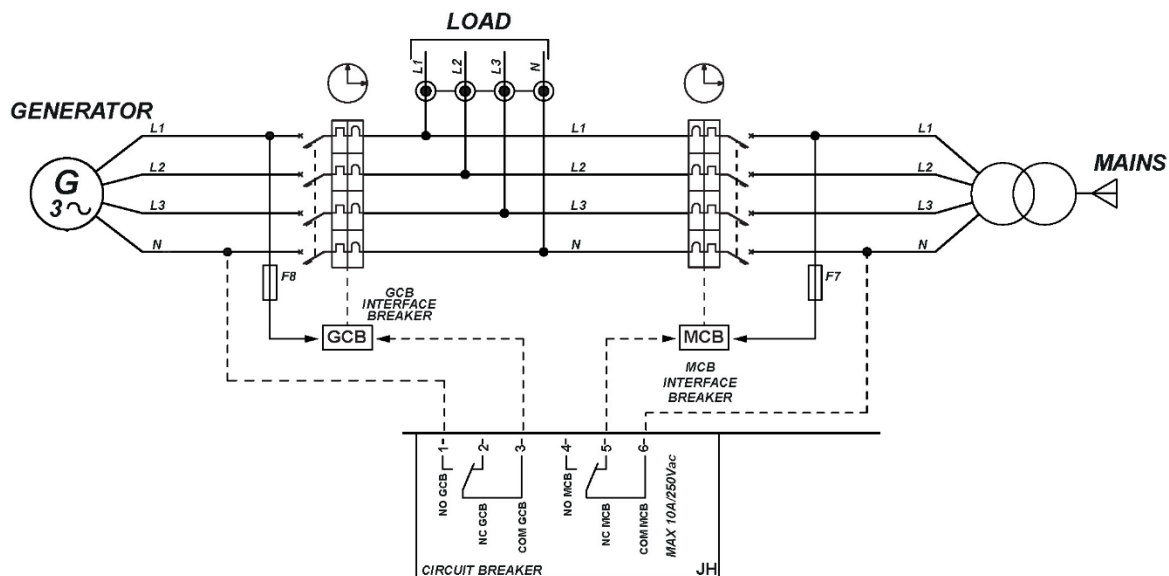 LOAD
L1
L2
L3
N
GENERATOR
MAINS
L1
L1
L1
G
3~
L2
L2
L2
L3
L3
L3
N
N
N
F8
F7
GCB
INTERFACE
BREAKER
GCB
MCB
MCB
INTERFACE
BREAKER
1
2
3
4
5
6
NO GCB
NC GCB
COM GCB
NO MCB
NC MCB
COM MCB
MAX 10A/250Vac
CIRCUIT BREAKER
JH